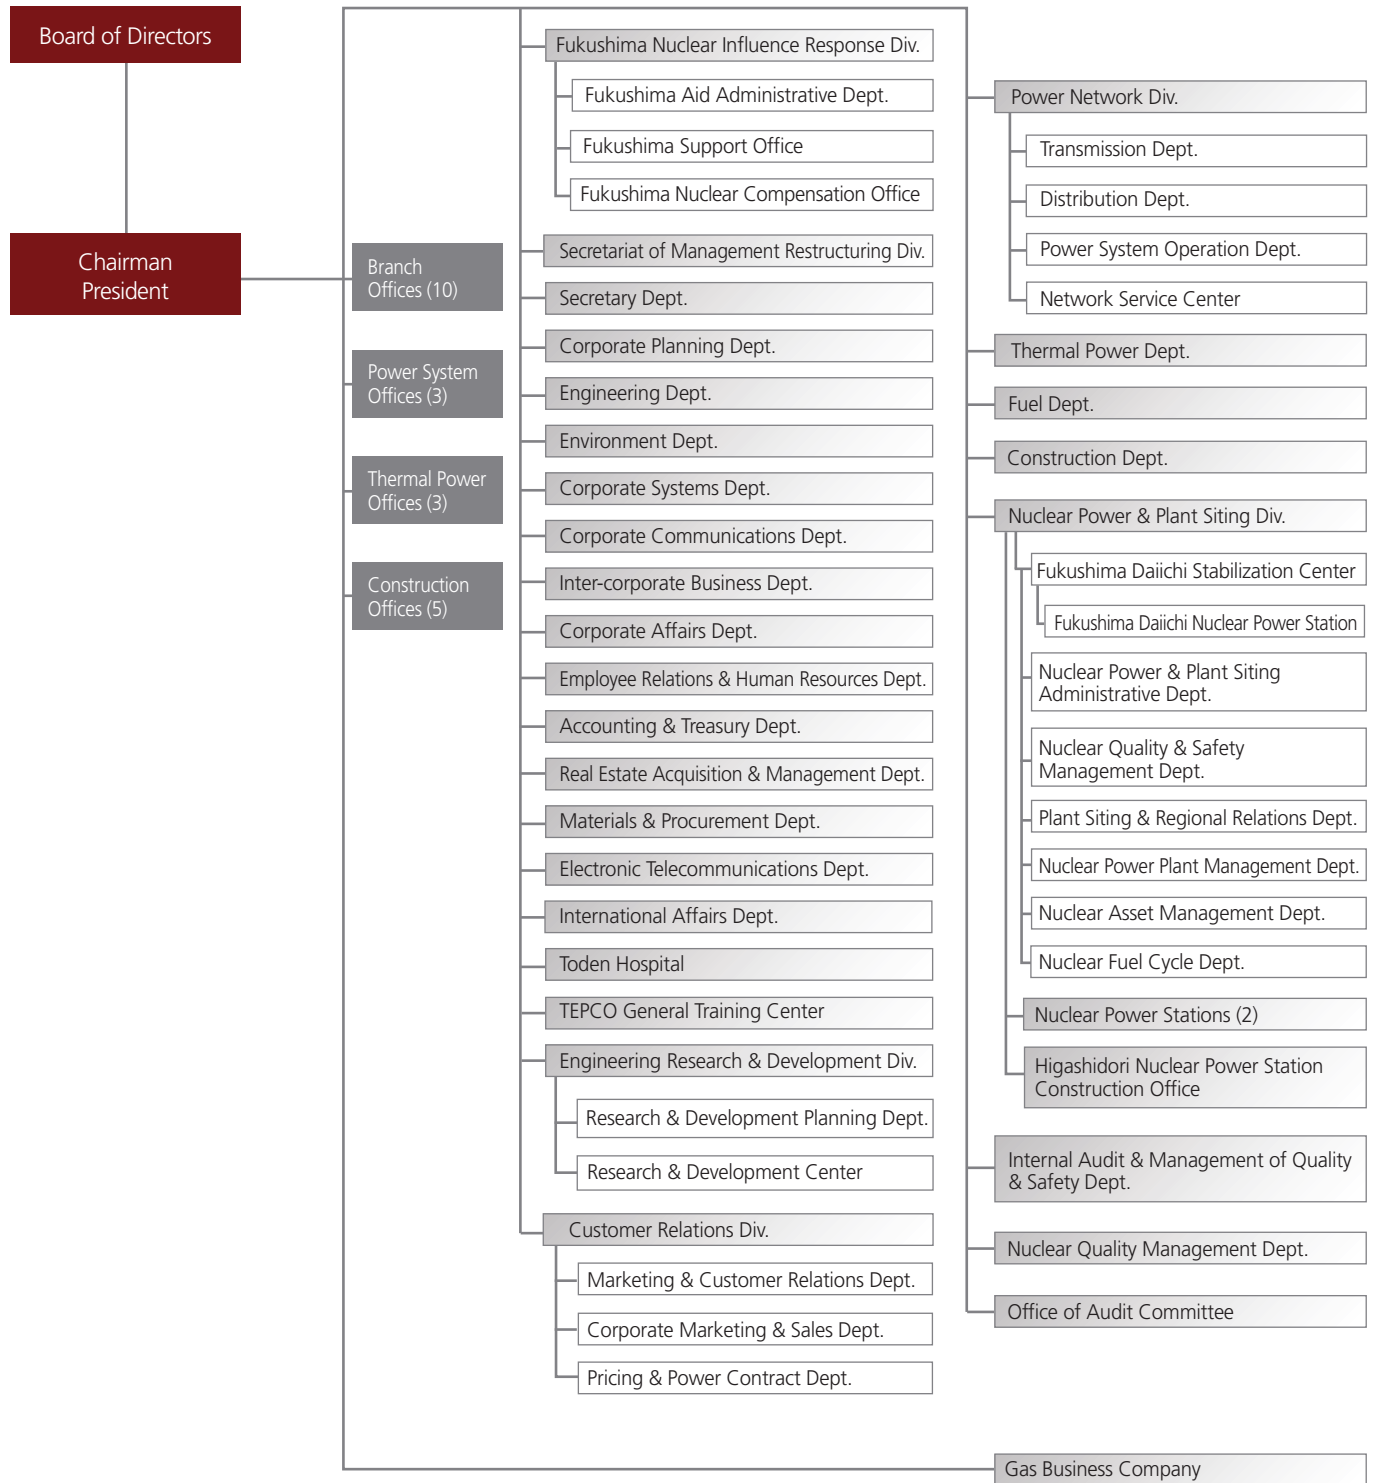 Board of Directors
Chairman
President
Branch
Offices (10)
Power System
Offices (3)
Thermal Power
Offices (3)
Construction
Offices (5)
Fukushima Nuclear Influence Response Div.
Fukushima Aid Administrative Dept.
Fukushima Support Office
Fukushima Nuclear Compensation Office
Secretariat of Management Restructuring Div.
Secretary Dept.
Corporate Planning Dept.
Engineering Dept.
Environment Dept.
Corporate Systems Dept.
Corporate Communications Dept.
Inter-corporate Business Dept.
Corporate Affairs Dept.
Employee Relations & Human Resources Dept.
Accounting & Treasury Dept.
Real Estate Acquisition & Management Dept.
Materials & Procurement Dept.
Electronic Telecommunications Dept.
International Affairs Dept.
Toden Hospital
TEPCO General Training Center
Engineering Research & Development Div.
Research & Development Planning Dept.
Research & Development Center
Customer Relations Div.
Marketing & Customer Relations Dept.
Corporate Marketing & Sales Dept.
Pricing & Power Contract Dept.
Power Network Div.
Transmission Dept.
Distribution Dept.
Power System Operation Dept.
Network Service Center
Thermal Power Dept.
Fuel Dept.
Construction Dept.
Nuclear Power & Plant Siting Div.
Fukushima Daiichi Stabilization Center
Fukushima Daiichi Nuclear Power Station
Nuclear Power & Plant Siting
Administrative Dept.
Nuclear Quality & Safety
Management Dept.
Plant Siting & Regional Relations Dept.
Nuclear Power Plant Management Dept.
Nuclear Asset Management Dept.
Nuclear Fuel Cycle Dept.
Nuclear Power Stations (2)
Higashidori Nuclear Power Station
Construction Office
Internal Audit & Management of Quality
& Safety Dept.
Nuclear Quality Management Dept.
Office of Audit Committee
Gas Business Company